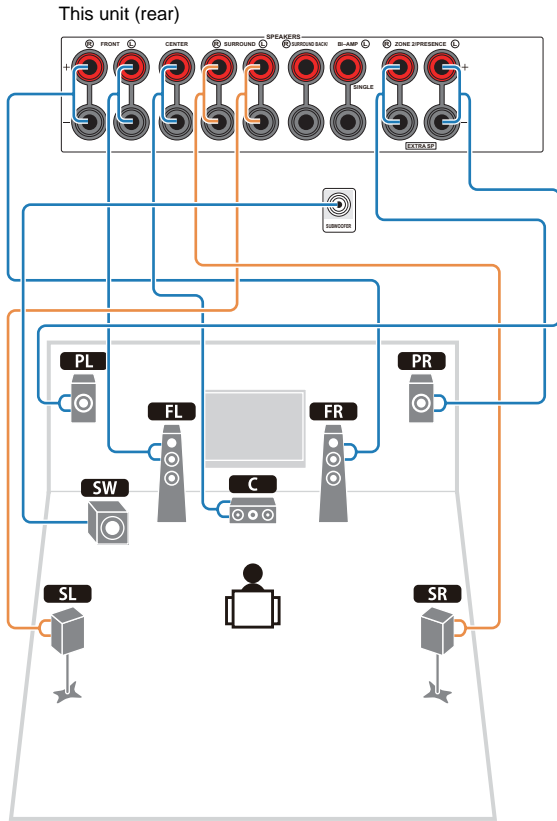 This unit (rear)
SPEAKERS
R FRONT L CENTER R SURROUND L R SURROUND BACK/ BI-AMP L R ZONE 2/PRESENCE L
+ +
SINGLE
– –
EXTRA SP
SUBWOOFER
PL PR
FL FR
SW C
SL SR